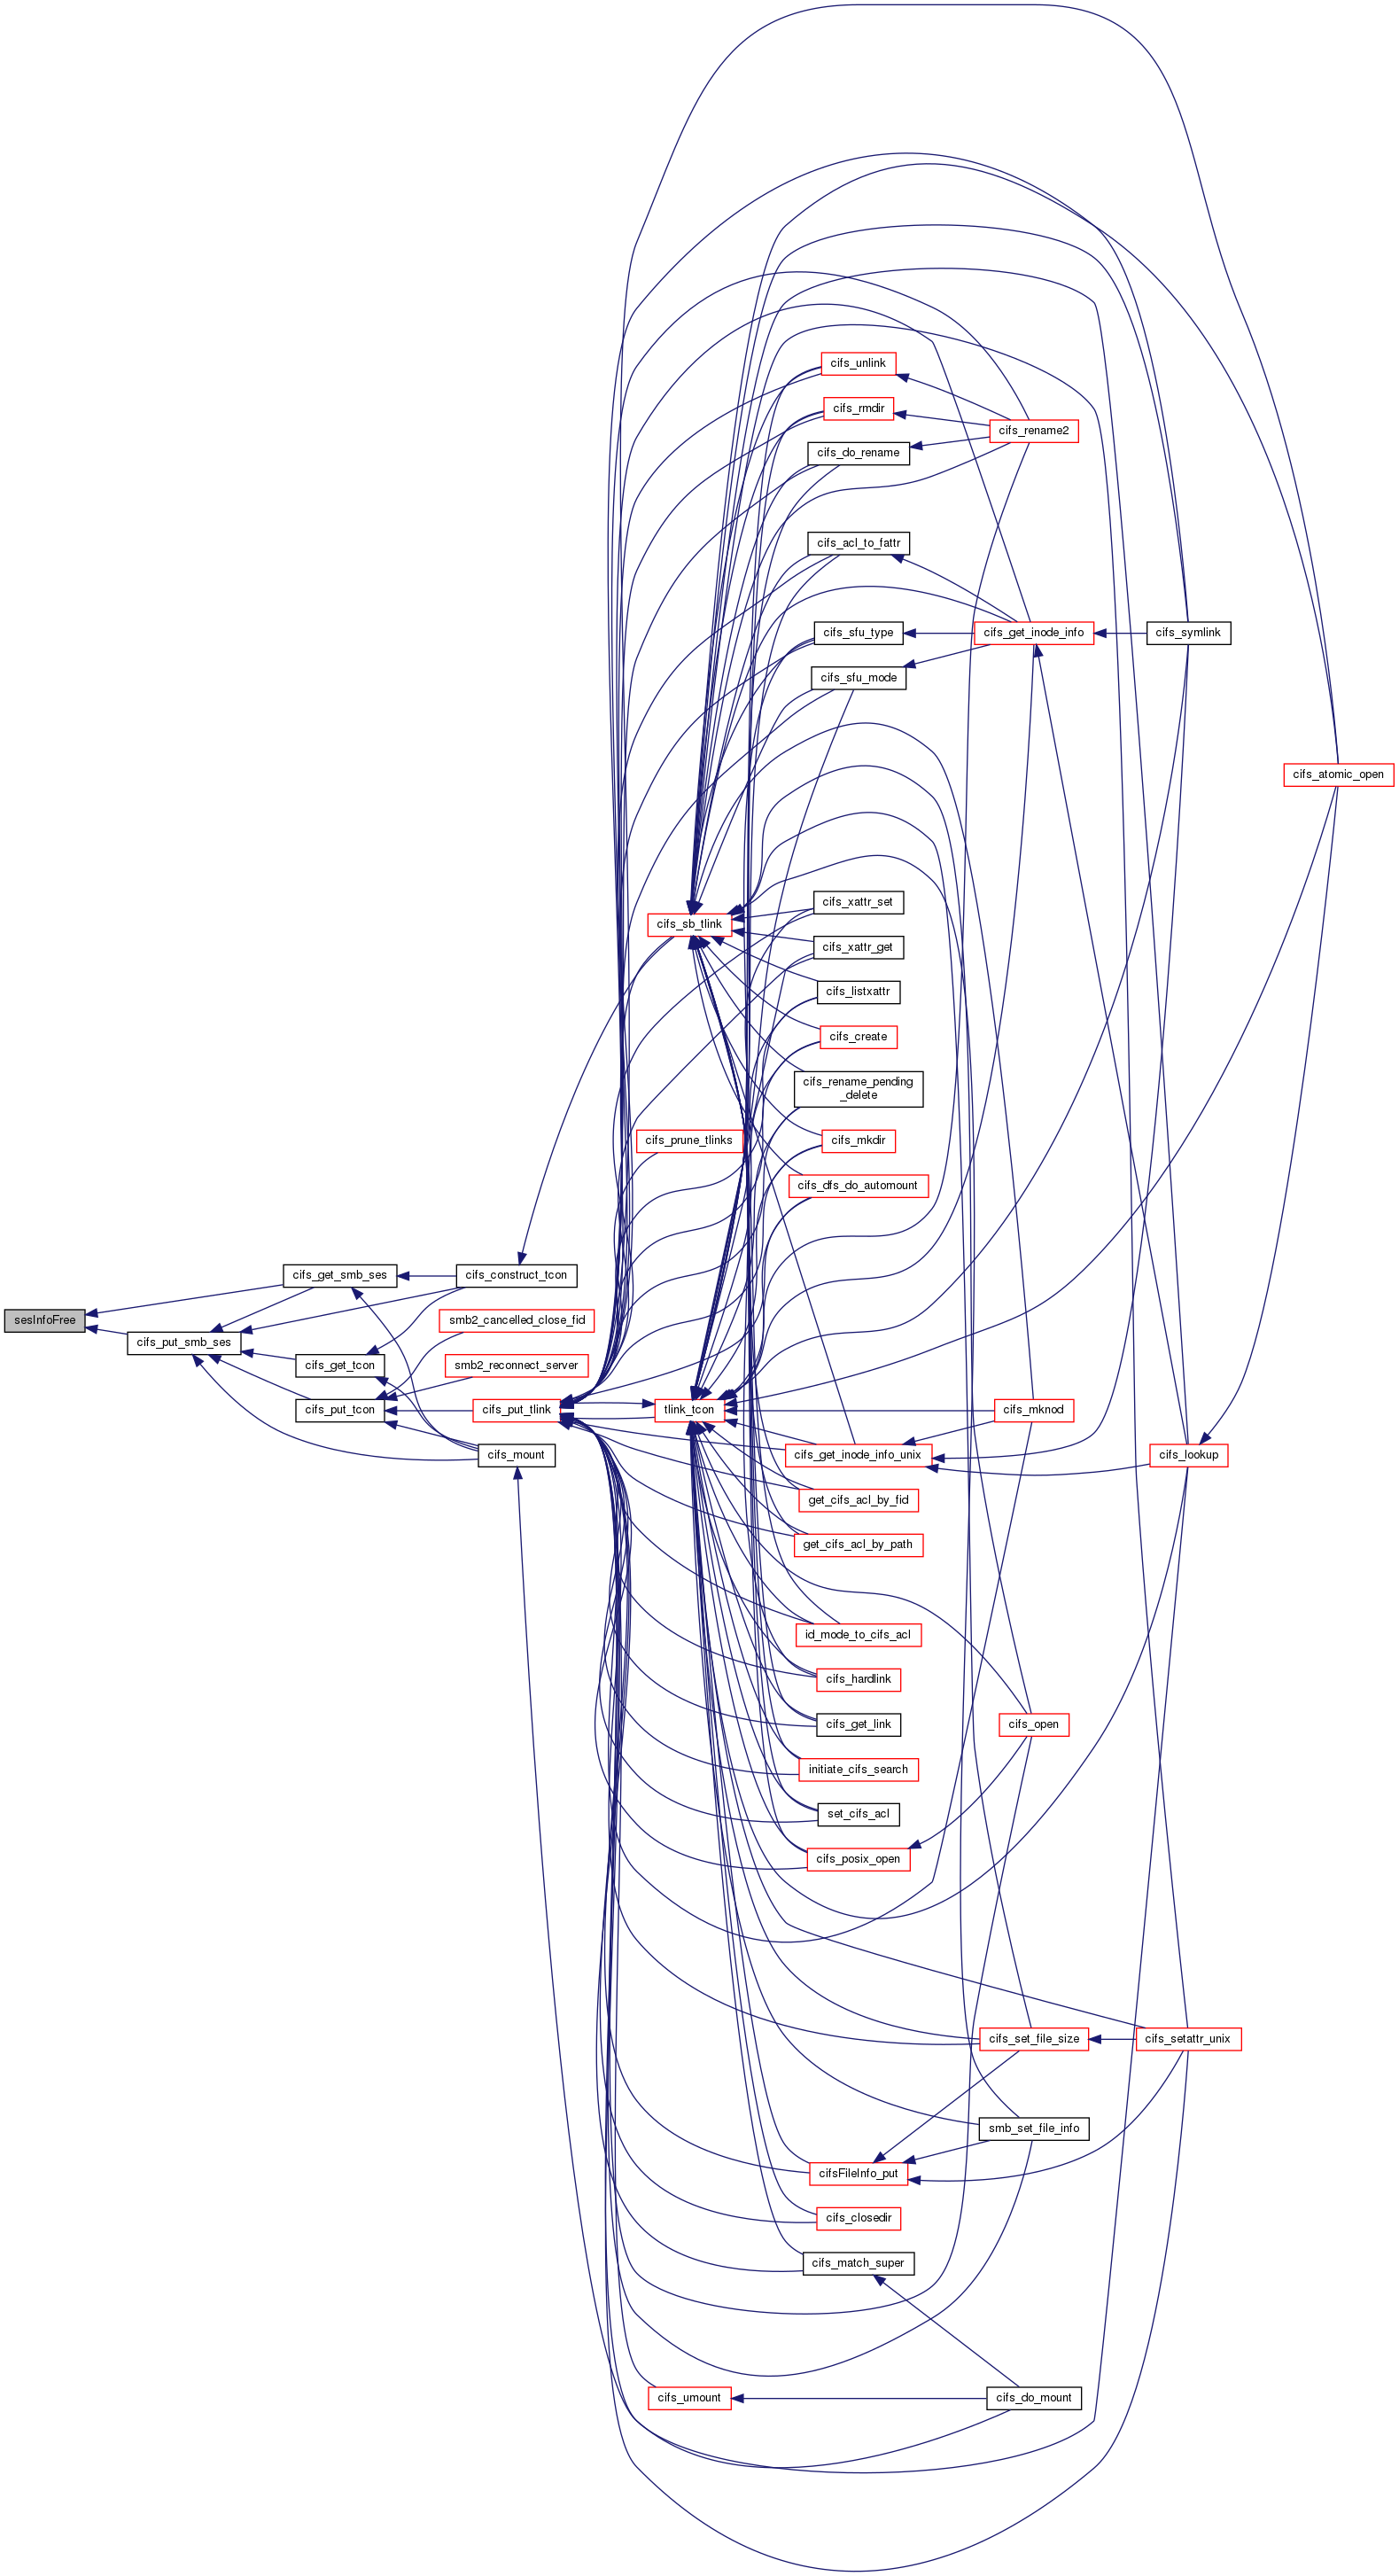 sesInfoFree
cifs_get_smb_ses
cifs_put_smb_ses
cifs_get_tcon
cifs_put_tcon
cifs_construct_tcon
smb2_cancelled_close_fid
smb2_reconnect_server
cifs_put_tlink
cifs_mount
cifs_sb_tlink
cifs_prune_tlinks
tlink_tcon
cifs_umount
cifs_unlink
cifs_rmdir
cifs_do_rename
cifs_acl_to_fattr
cifs_sfu_type
cifs_sfu_mode
cifs_xattr_set
cifs_xattr_get
cifs_listxattr
cifs_create
cifs_rename_pending
_delete
cifs_mkdir
cifs_dfs_do_automount
cifs_get_inode_info_unix
get_cifs_acl_by_fid
get_cifs_acl_by_path
id_mode_to_cifs_acl
cifs_hardlink
cifs_get_link
initiate_cifs_search
set_cifs_acl
cifs_posix_open
cifsFileInfo_put
cifs_closedir
cifs_match_super
cifs_rename2
cifs_get_inode_info
cifs_mknod
cifs_open
cifs_set_file_size
smb_set_file_info
cifs_do_mount
cifs_symlink
cifs_lookup
cifs_setattr_unix
cifs_atomic_open